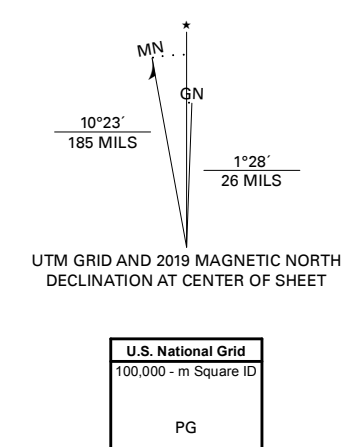 ★
MN
GN
10°23´
185 MILS
1°28´
26 MILS
UTM GRID AND 2019 MAGNETIC NORTH
DECLINATION AT CENTER OF SHEET
U.S. National Grid
100,000 - m Square ID
PG